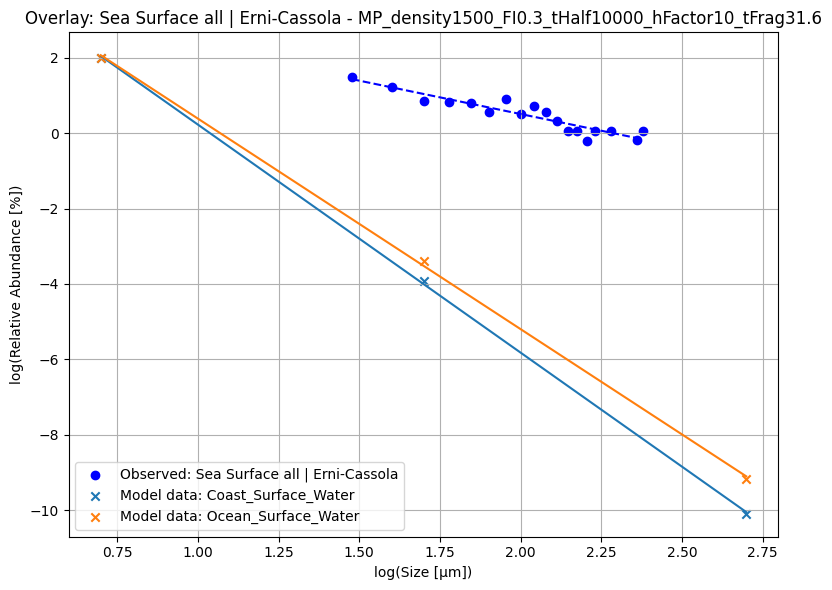 Overlay: Sea Surface all | Erni-Cassola - MP_density1500_FI0.3_tHalf10000_hFactor10_tFrag31.6
log(Relative Abundance [%])
2
0
−2
−4
−6
−8
−10
Observed: Sea Surface all | Erni-Cassola
Model data: Coast_Surface_Water
Model data: Ocean_Surface_Water
0.75 1.00 1.25 1.50 1.75 2.00 2.25 2.50 2.75
log(Size [μm])